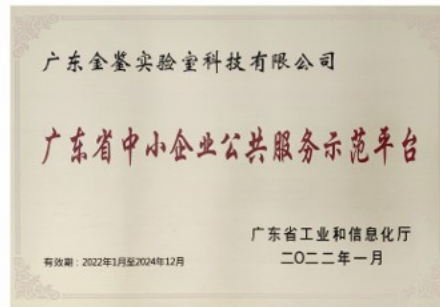 广东金鉴实验室科技有限公司
广东省中小企业公共服务示范平台
广东省工业和信息化厅
有效期：2022年1月至2024年12月
二〇二二年一月